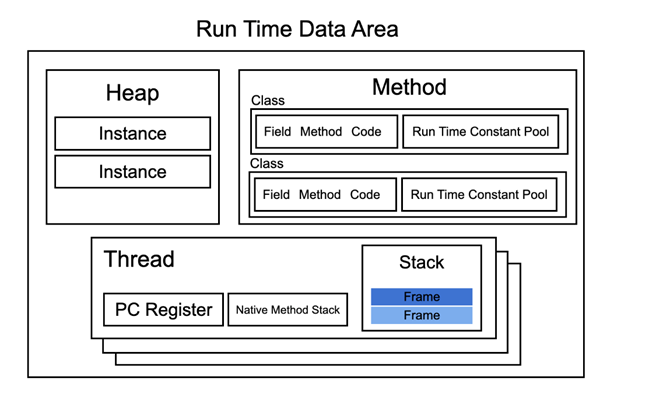 Run Time Data Area
Heap
Instance
Instance
Method
Class
Field Method Code
Run Time Constant Pool
Class
Field Method Code
Run Time Constant Pool
Thread
PC Register
Native Method Stack
Stack
Frame
Frame